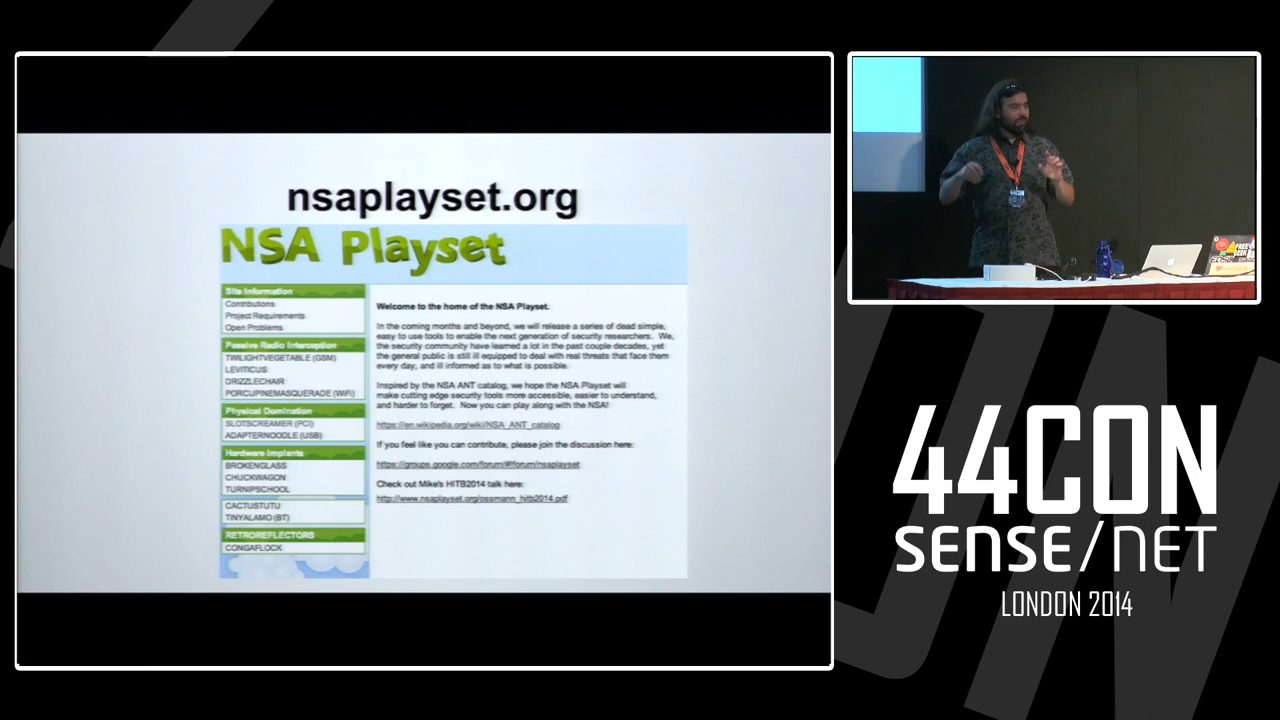 nsaplayset.org
NSA Playset
Site Information
Contributions
Project Requirements
Open Problems
Passive Radio Interception
TWILIGHTVEGETABLE (GSM)
LEVITICUS
DRIZZLECHAIR
PORCUPINEMASQUERADE (WiFi)
Physical Domination
SLOTSCREAMER (PCI)
ADAPTERNOODLE (USB)
Hardware Implants
BROKENGLASS
CHUCKWAGON
TURNIPSCHOOL
CACTUSTUTU
TINYALAMO (BT)
RETROREFLECTORS
CONGAFLOCK
Welcome to the home of the NSA Playset.
In the coming months and beyond, we will release a series of dead simple,
easy to use tools to enable the next generation of security researchers. We,
the security community have learned a lot in the past couple decades, yet
the general public is still ill equipped to deal with real threats that face them
every day, and ill informed as to what is possible.
Inspired by the NSA ANT catalog, we hope the NSA Playset will
make cutting edge security tools more accessible, easier to understand,
and harder to forget. Now you can play along with the NSA!
https://en.wikipedia.org/wiki/NSA_ANT_catalog
If you feel like you can contribute, please join the discussion here:
https://groups.google.com/forum/#!forum/nsaplayset
Check out Mike's HITB2014 talk here:
http://www.nsaplayset.org/ossmann_hitb2014.pdf
44CON
44CON
SENSE/NET
LONDON 2014